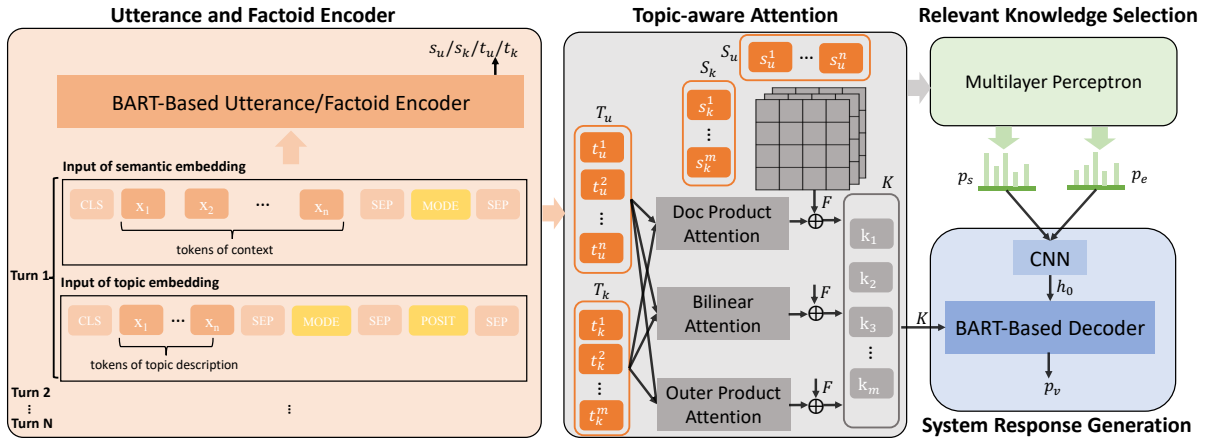 Utterance and Factoid Encoder
s_u/s_k/t_u/t_k
BART-Based Utterance/Factoid Encoder
Input of semantic embedding
CLS x_1 x_2 ... x_n SEP MODE SEP
tokens of context
Turn 1
Input of topic embedding
CLS x_1 ... x_n SEP MODE SEP POSIT SEP
tokens of topic description
Turn 2
⋮
Turn N
⋮
Topic-aware Attention
S_u
s_u^1 ... s_u^n
S_k
s_k^1
⋮
s_k^m
T_u
t_u^1
t_u^2
⋮
t_u^n
T_k
t_k^1
t_k^2
⋮
t_k^m
Doc Product
Attention
F
Bilinear
Attention
F
Outer Product
Attention
F
K
k_1
k_2
k_3
⋮
k_m
K
Relevant Knowledge Selection
Multilayer Perceptron
p_s
p_e
CNN
h_0
BART-Based Decoder
p_v
System Response Generation